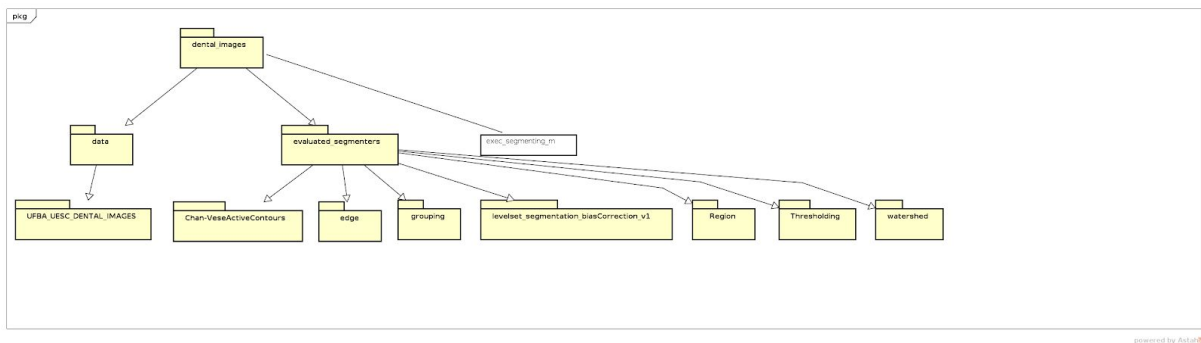 pkg
dental_images
data
evaluated_segmenters
exec_segmenting_m
UFBA_UESC_DENTAL_IMAGES
Chan-VeseActiveContours
edge
grouping
levelset_segmentation_biasCorrection_v1
Region
Thresholding
watershed
powered by Astah